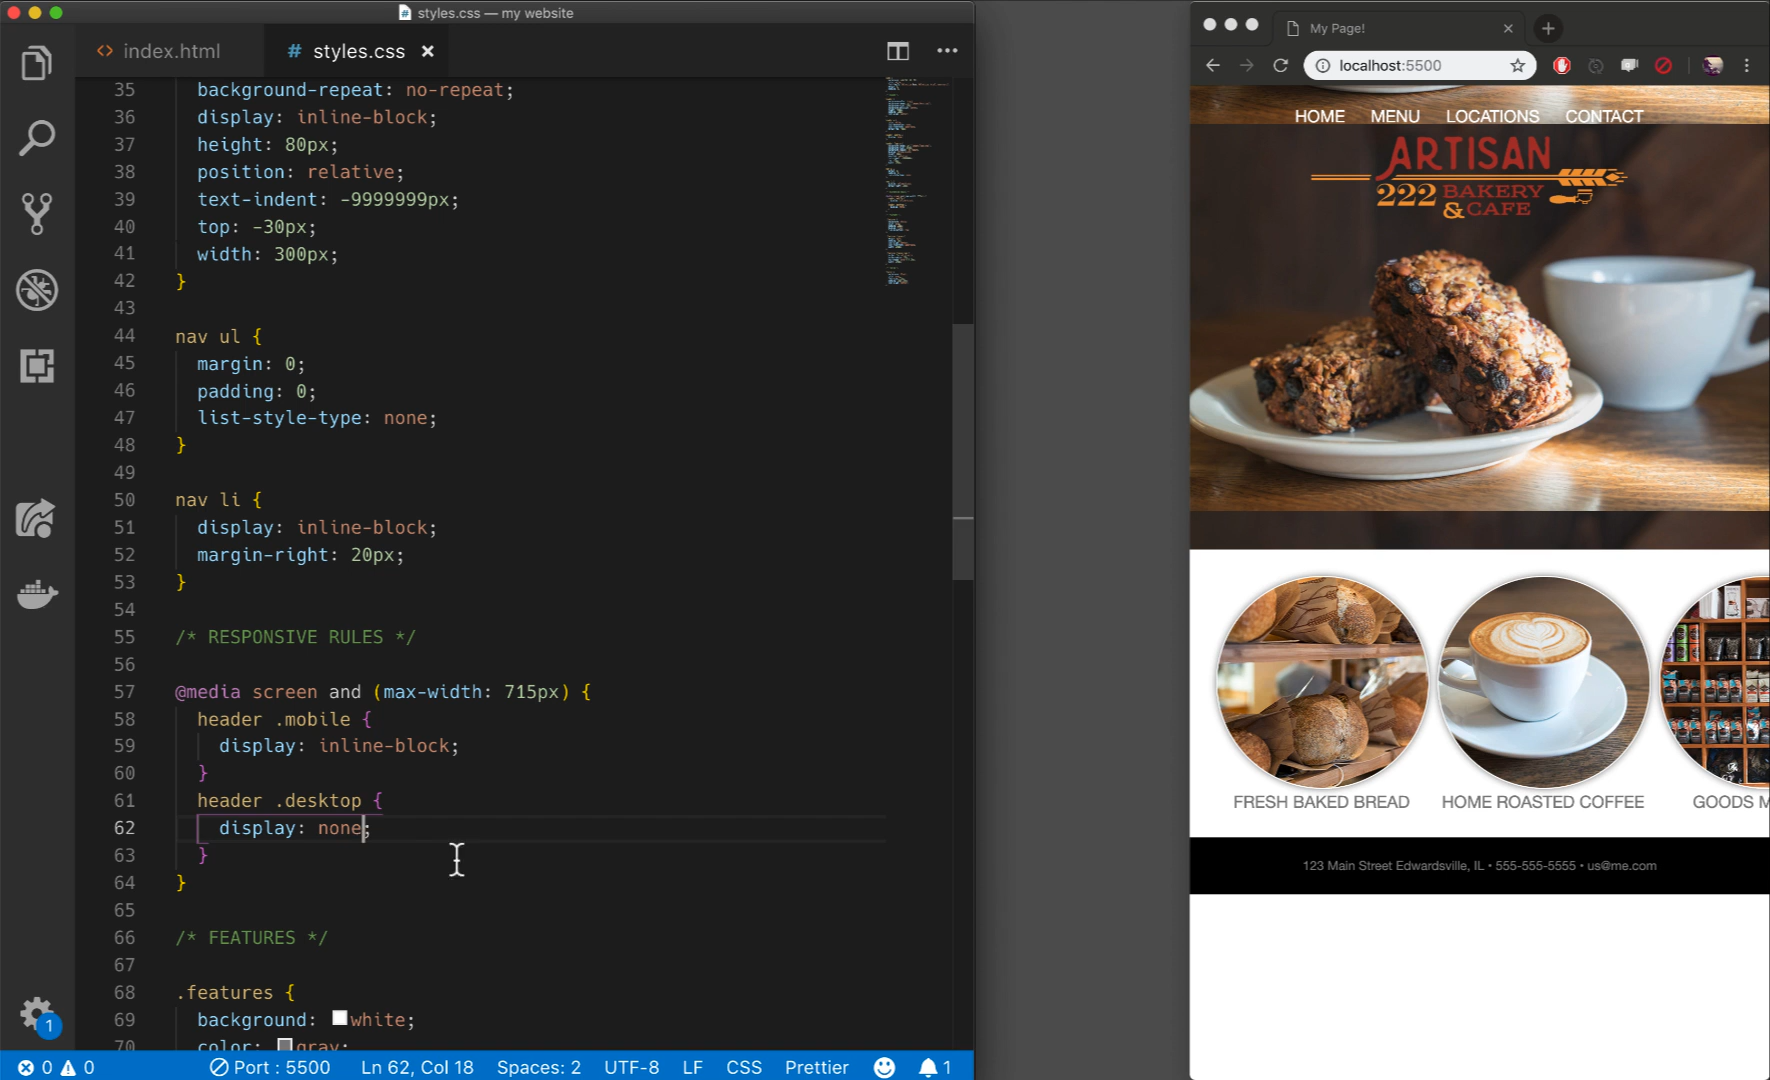 styles.css — my website
index.html
# styles.css
35 background-repeat: no-repeat;
36 display: inline-block;
37 height: 80px;
38 position: relative;
39 text-indent: -9999999px;
40 top: -30px;
41 width: 300px;
42 }
43
44 nav ul {
45 margin: 0;
46 padding: 0;
47 list-style-type: none;
48 }
49
50 nav li {
51 display: inline-block;
52 margin-right: 20px;
53 }
54
55 /* RESPONSIVE RULES */
56
57 @media screen and (max-width: 715px) {
58 header .mobile {
59 display: inline-block;
60 }
61 header .desktop {
62 display: none;
63 }
64 }
65
66 /* FEATURES */
67
68 .features {
69 background: white;
70 color: gray;
1
0 0 Port : 5500 Ln 62, Col 18 Spaces: 2 UTF-8 LF CSS Prettier 1
My Page!
localhost:5500
HOME MENU LOCATIONS CONTACT
ARTISAN
222 BAKERY
& CAFE
FRESH BAKED BREAD HOME ROASTED COFFEE GOODS M
123 Main Street Edwardsville, IL • 555-555-5555 • us@me.com